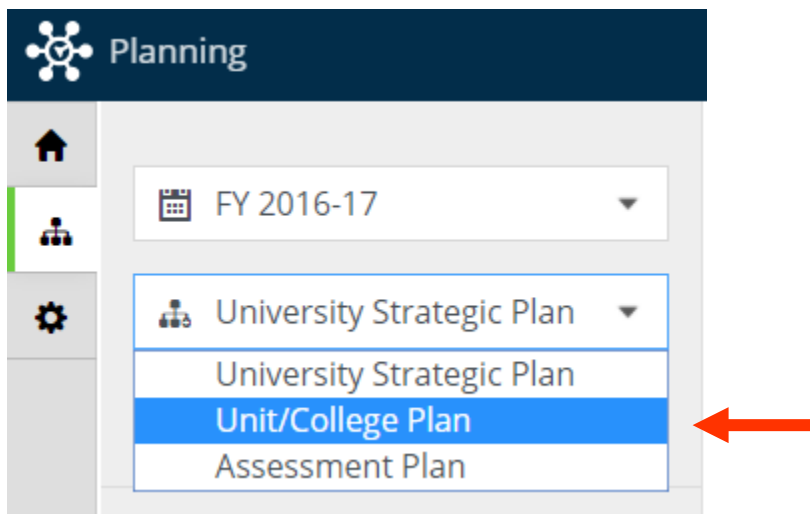 Planning
FY 2016-17
University Strategic Plan
University Strategic Plan
Unit/College Plan
Assessment Plan